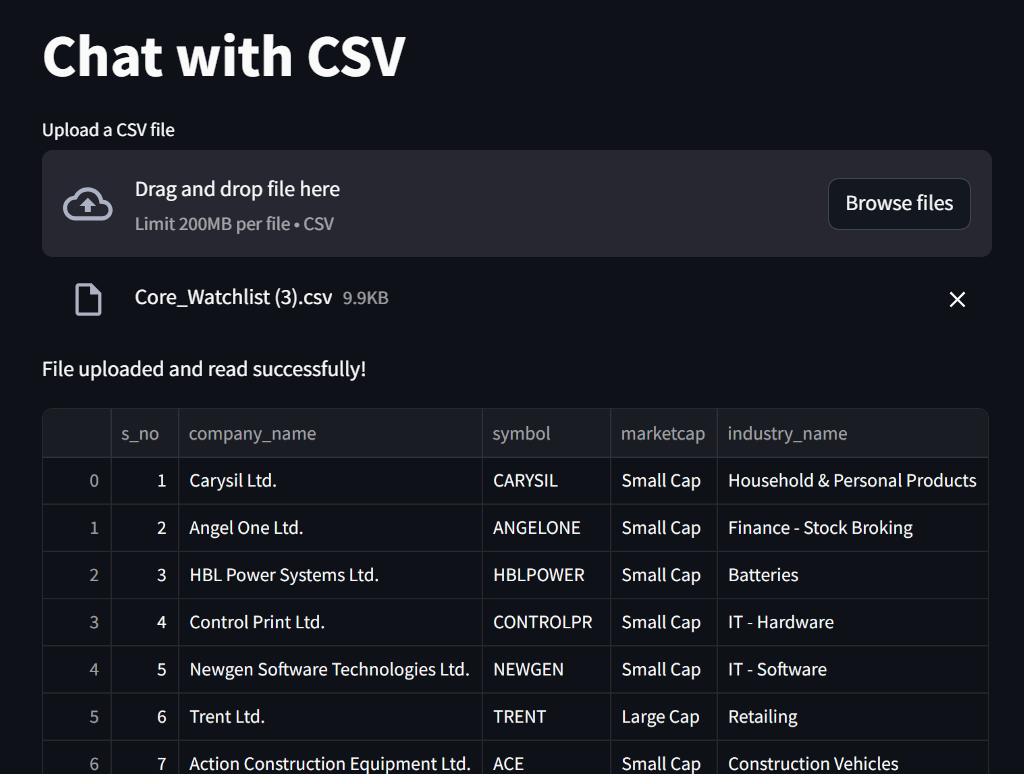 Chat with CSV
Upload a CSV file
Drag and drop file here
Limit 200MB per file • CSV
Browse files
Core_Watchlist (3).csv 9.9KB
File uploaded and read successfully!
s_no company_name symbol marketcap industry_name
0 1 Carysil Ltd. CARYSIL Small Cap Household & Personal Products
1 2 Angel One Ltd. ANGELONE Small Cap Finance - Stock Broking
2 3 HBL Power Systems Ltd. HBLPOWER Small Cap Batteries
3 4 Control Print Ltd. CONTROLPR Small Cap IT - Hardware
4 5 Newgen Software Technologies Ltd. NEWGEN Small Cap IT - Software
5 6 Trent Ltd. TRENT Large Cap Retailing
6 7 Action Construction Equipment Ltd. ACE Small Cap Construction Vehicles